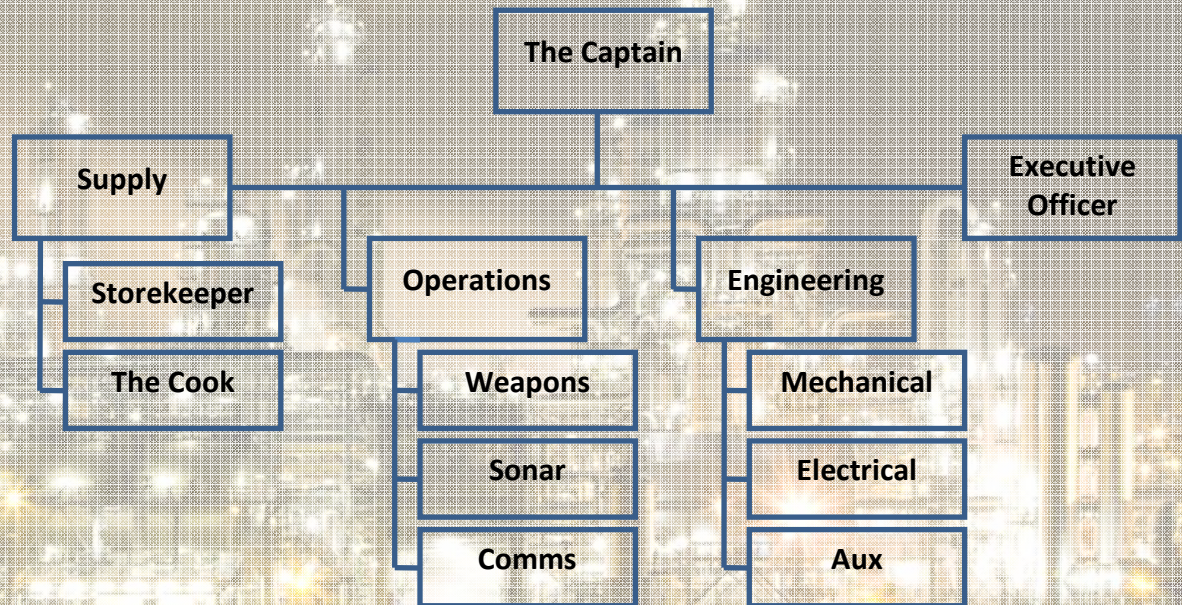 The Captain
Supply
Executive
Officer
Operations
Engineering
Storekeeper
The Cook
Weapons
Mechanical
Sonar
Electrical
Comms
Aux